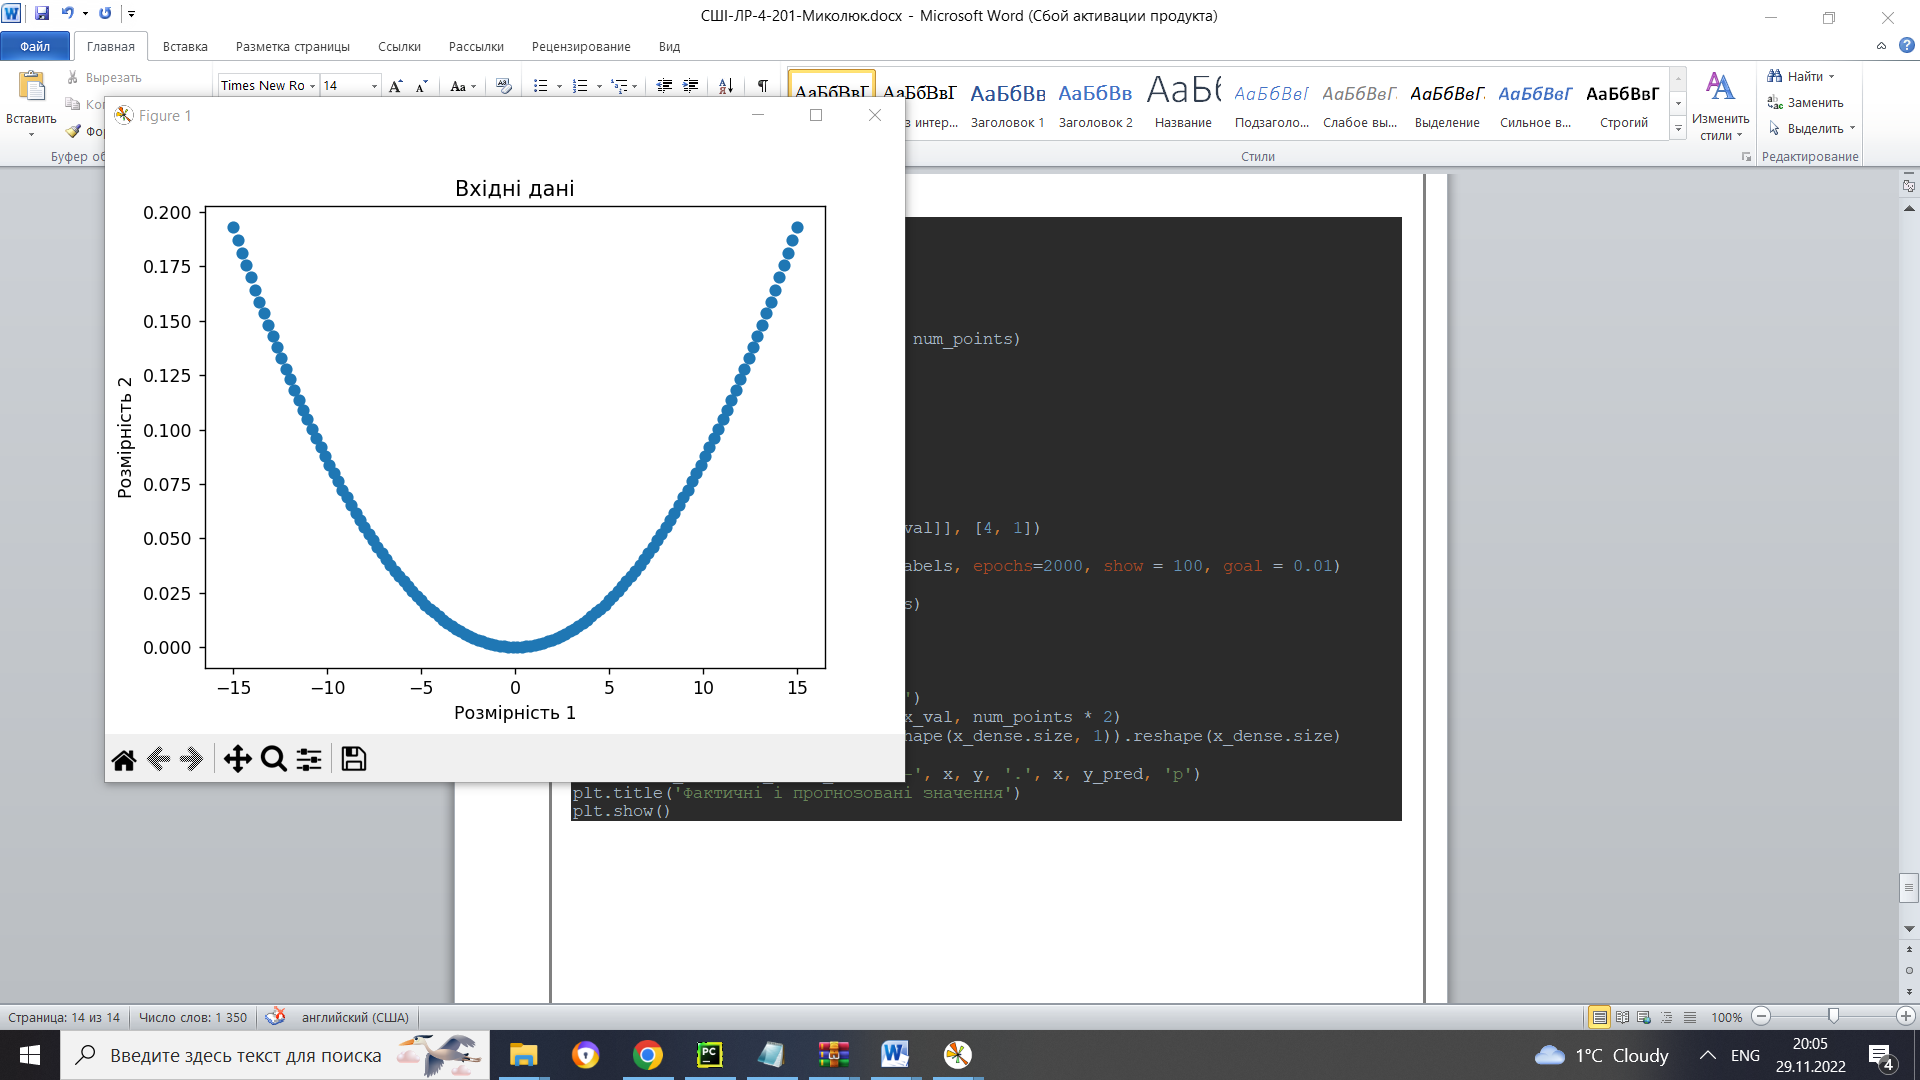 СШІ-ЛР-4-201-Миколюк.docx - Microsoft Word (Сбой активации продукта)
Файл Главная Вставка Разметка страницы Ссылки Рассылки Рецензирование Вид
Вставить
Вырезать
Буфер об
Times New Ro 14
АаБбВвГ АаБбВвГ АаБбВв АаБбВв АаБб АаБбВвГ АаБбВвГ АаБбВвГ АаБбВвГ АаБбВвГ
з интер... Заголовок 1 Заголовок 2 Название Подзаголо... Слабое вы... Выделение Сильное в... Строгий
Стили
Изменить стили
Найти
Заменить
Выделить
Редактирование
Figure 1
Вхідні дані
0.200
0.175
0.150
0.125
0.100
0.075
0.050
0.025
0.000
Розмірність 2
−15 −10 −5 0 5 10 15
Розмірність 1
num_points)
val]], [4, 1])
abels, epochs=2000, show = 100, goal = 0.01)
s)
')
x_val, num_points * 2)
hape(x_dense.size, 1)).reshape(x_dense.size)
-', x, y, '.', x, y_pred, 'p')
plt.title('Фактичні і прогнозовані значення')
plt.show()
Страница: 14 из 14 Число слов: 1 350 английский (США) 100%
Введите здесь текст для поиска
1°C Cloudy ENG 20:05
29.11.2022
4